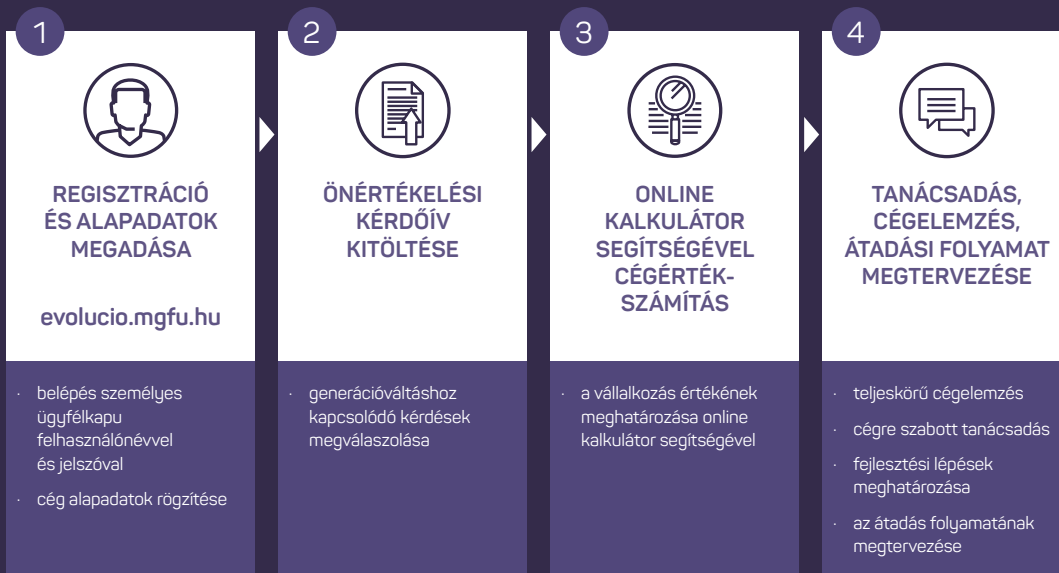 1
REGISZTRÁCIÓ
ÉS ALAPADATOK
MEGADÁSA
evolucio.mgfu.hu
· belépés személyes
ügyfélkapu
felhasználónévvel
és jelszóval
· cég alapadatok rögzítése
2
ÖNÉRTÉKELÉSI
KÉRDŐÍV
KITÖLTÉSE
· generációváltáshoz
kapcsolódó kérdések
megválaszolása
3
ONLINE
KALKULÁTOR
SEGÍTSÉGÉVEL
CÉGÉRTÉK-
SZÁMÍTÁS
· a vállalkozás értékének
meghatározása online
kalkulátor segítségével
4
TANÁCSADÁS,
CÉGELEMZÉS,
ÁTADÁSI FOLYAMAT
MEGTERVEZÉSE
· teljeskörű cégelemzés
· cégre szabott tanácsadás
· fejlesztési lépések
meghatározása
· az átadás folyamatának
megtervezése